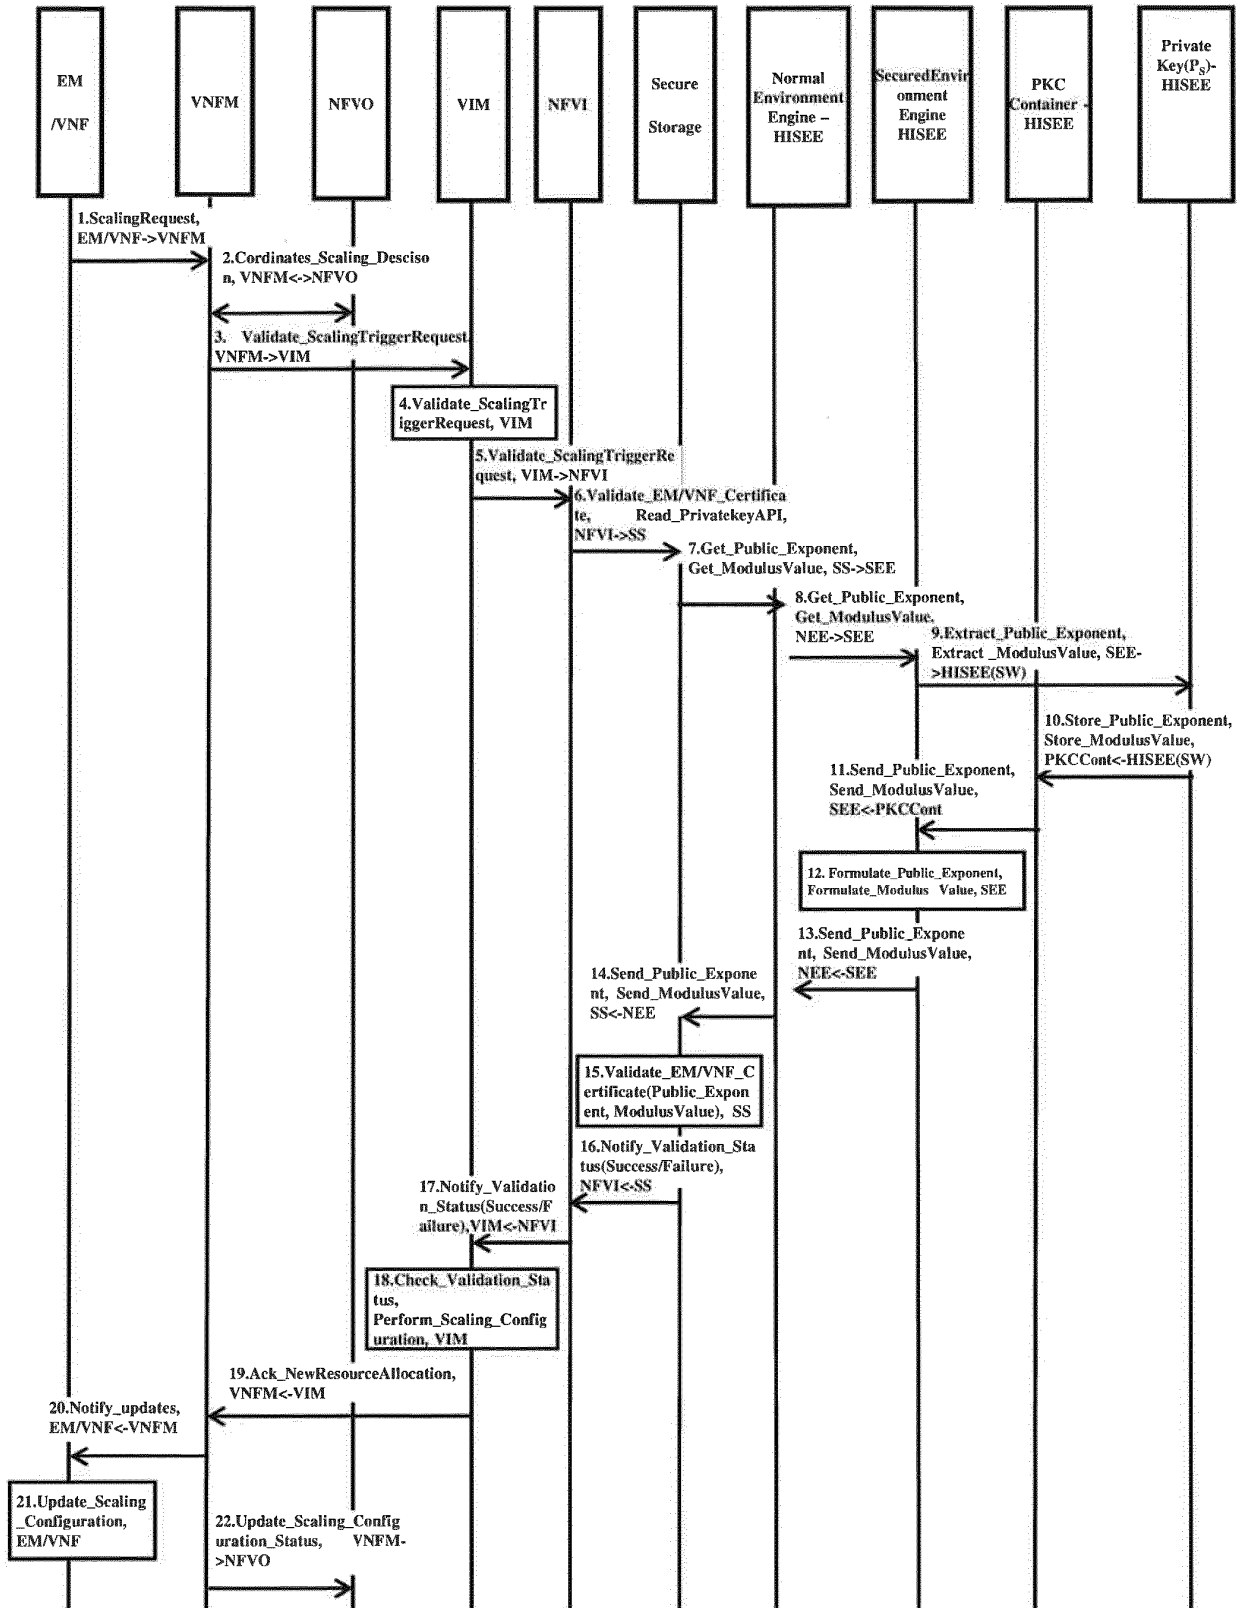 EM
/VNF
VNFM
NFVO
VIM
NFVI
Secure
Storage
Normal
Environment
Engine –
HISEE
SecuredEnvir
onment
Engine
HISEE
PKC
Container -
HISEE
Private
Key(PS)-
HISEE
1.ScalingRequest,
EM/VNF->VNFM
2.Cordinates_Scaling_Descisо
n, VNFM<->NFVO
3. Validate_ScalingTriggerRequest,
VNFM->VIM
4.Validate_ScalingTr
iggerRequest, VIM
5.Validate_ScalingTriggerRe
quest, VIM->NFVI
6.Validate_EM/VNF_Certifica
te, Read_PrivatekeyAPI,
NFVI->SS
7.Get_Public_Exponent,
Get_ModulusValue, SS->SEE
8.Get_Public_Exponent,
Get_ModulusValue,
NEE->SEE
9.Extract_Public_Exponent,
Extract _ModulusValue, SEE-
>HISEE(SW)
10.Store_Public_Exponent,
Store_ModulusValue,
PKCCont<-HISEE(SW)
11.Send_Public_Exponent,
Send_ModulusValue,
SEE<-PKCCont
12. Formulate_Public_Exponent,
Formulate_Modulus Value, SEE
13.Send_Public_Expone
nt, Send_ModulusValue,
NEE<-SEE
14.Send_Public_Expone
nt, Send_ModulusValue,
SS<-NEE
15.Validate_EM/VNF_C
ertificate(Public_Expon
ent, ModulusValue), SS
16.Notify_Validation_Sta
tus(Success/Failure),
NFVI<-SS
17.Notify_Validatio
n_Status(Success/F
ailure),VIM<-NFVI
18.Check_Validation_Sta
tus,
Perform_Scaling_Config
uration, VIM
19.Ack_NewResourceAllocation,
VNFM<-VIM
20.Notify_updates,
EM/VNF<-VNFM
21.Update_Scaling
_Configuration,
EM/VNF
22.Update_Scaling_Config
uration_Status, VNFM-
>NFVO